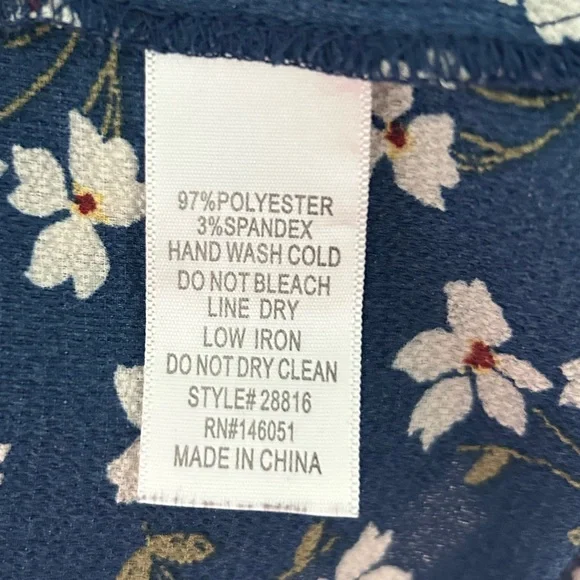 97%POLYESTER
3%SPANDEX
HAND WASH COLD
DO NOT BLEACH
LINE DRY
LOW IRON
DO NOT DRY CLEAN
STYLE# 28816
RN#146051
MADE IN CHINA